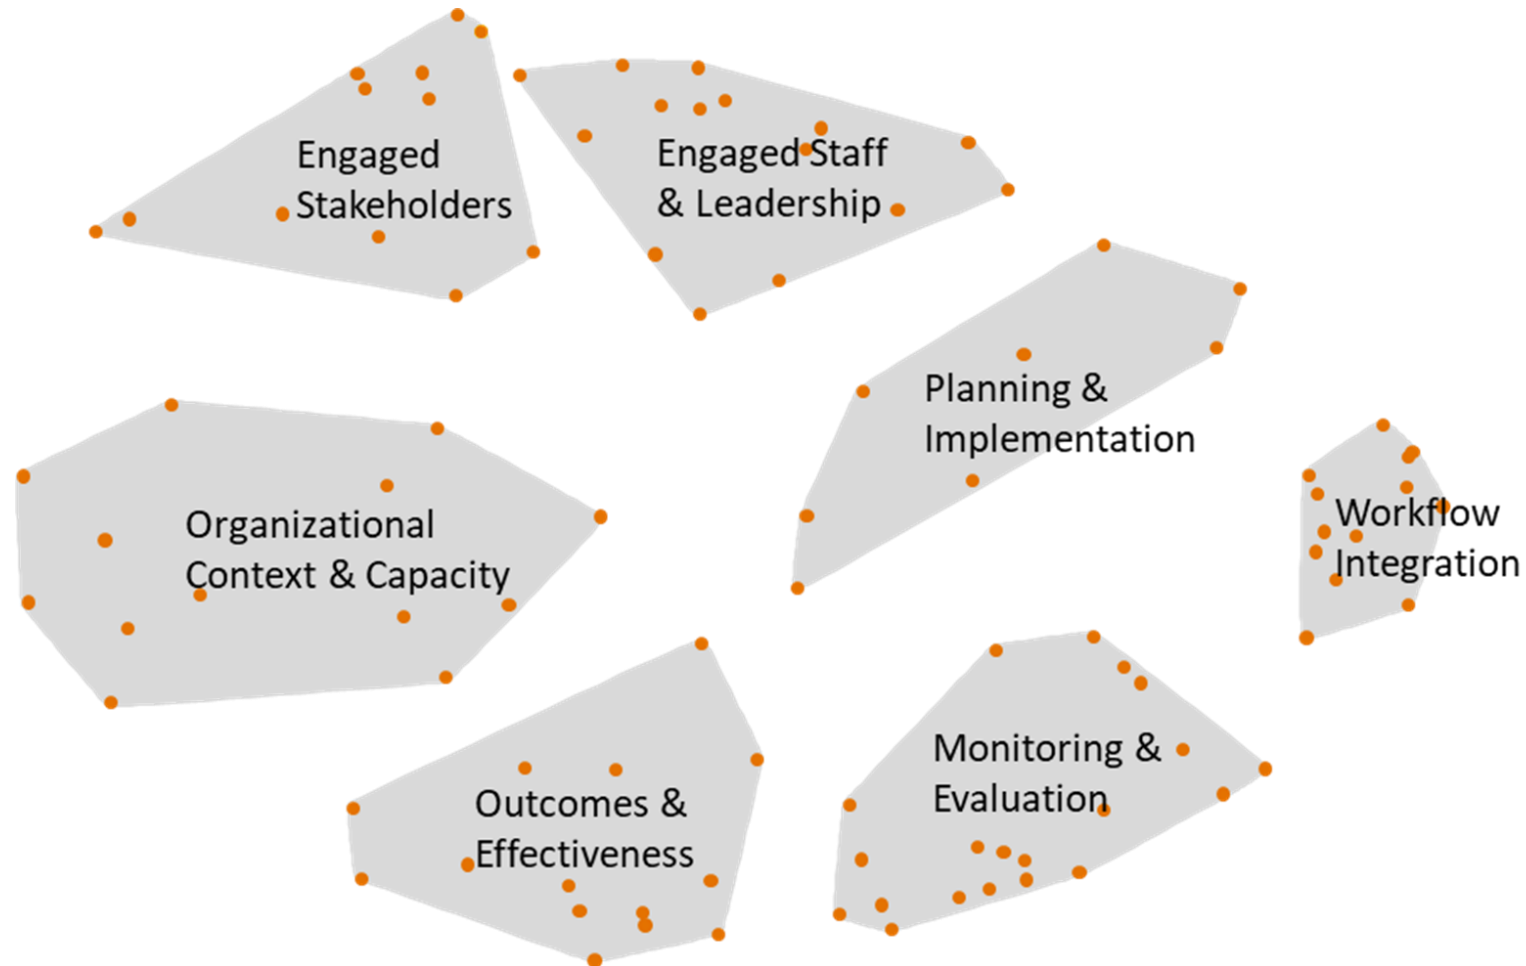 Engaged
Stakeholders
Engaged Staff
& Leadership
Planning &
Implementation
Organizational
Context & Capacity
Workflow
Integration
Monitoring &
Evaluation
Outcomes &
Effectiveness